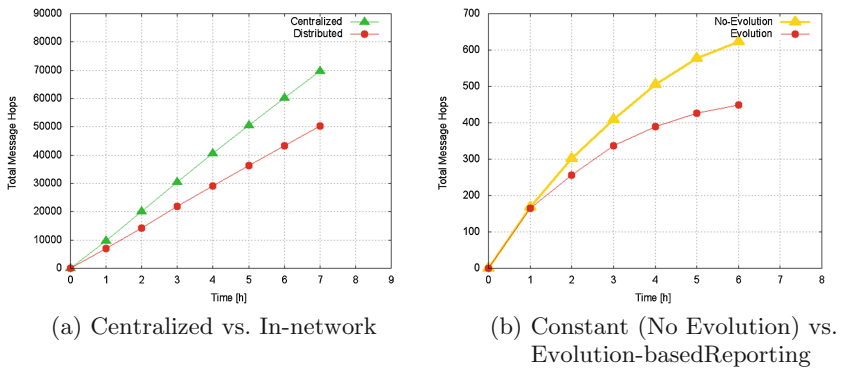 90000
80000
70000
60000
50000
40000
30000
20000
10000
0
0 1 2 3 4 5 6 7 8 9
Total Message Hops
Time [h]
Centralized
Distributed
(a) Centralized vs. In-network
700
600
500
400
300
200
100
0
0 1 2 3 4 5 6 7 8
Total Message Hops
Time [h]
No-Evolution
Evolution
(b) Constant (No Evolution) vs.
Evolution-basedReporting